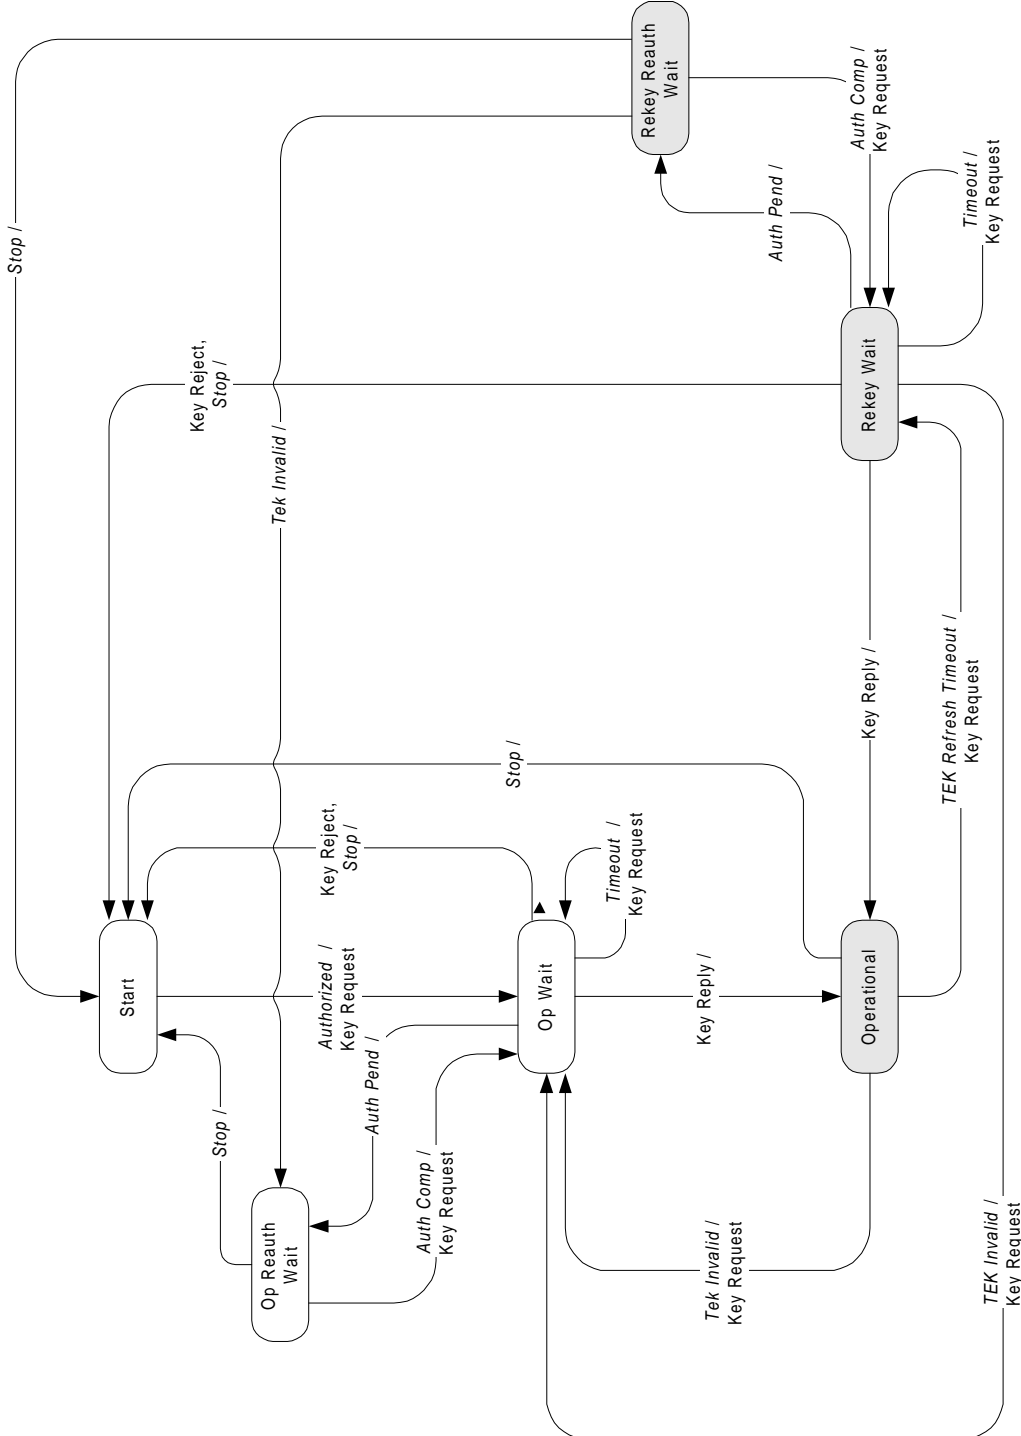 Stop /
Start
Key Reject,
Stop /
Stop /
Op Reauth
Wait
Tek Invalid /
Authorized /
Key Request
Key Reject,
Stop /
Auth Pend /
Auth Comp /
Key Request
Stop /
Op Wait
Timeout /
Key Request
Rekey Reauth
Wait
Key Reply /
Tek Invalid /
Key Request
Auth Pend /
Auth Comp /
Key Request
Operational
Key Reply /
Rekey Wait
TEK Refresh Timeout /
Key Request
Timeout /
Key Request
TEK Invalid /
Key Request